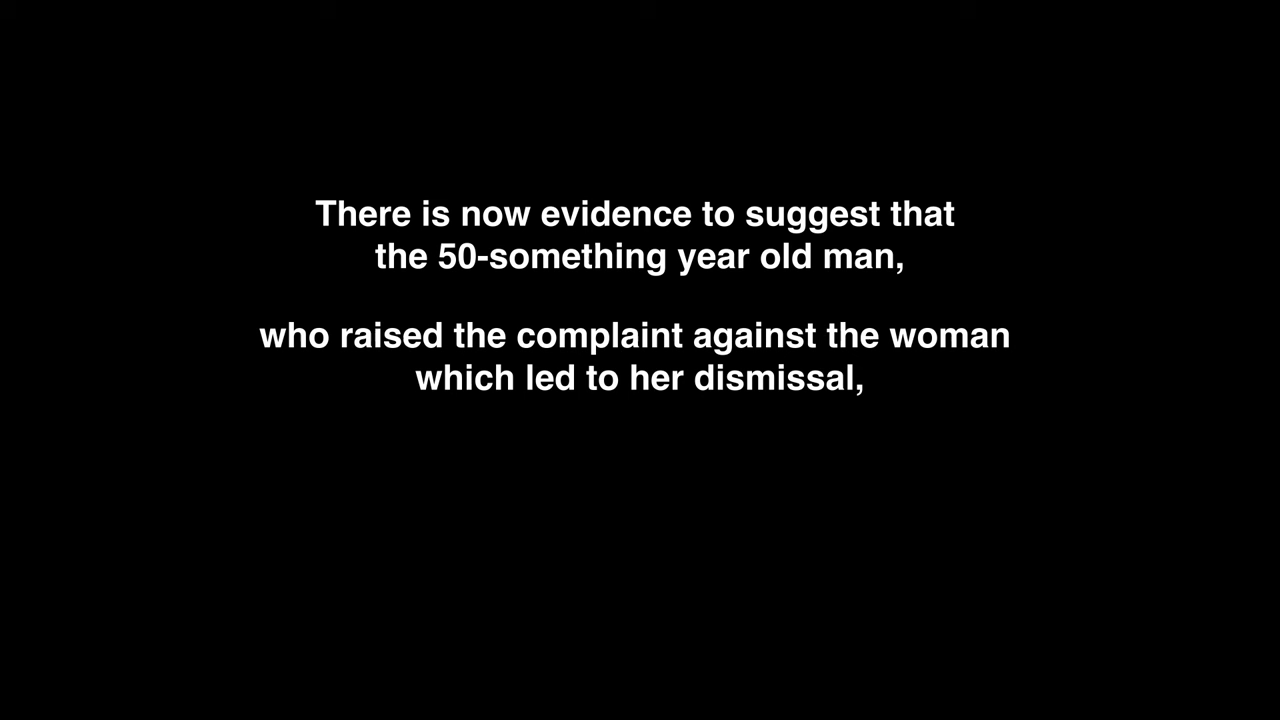 There is now evidence to suggest that
the 50-something year old man,
who raised the complaint against the woman
which led to her dismissal,